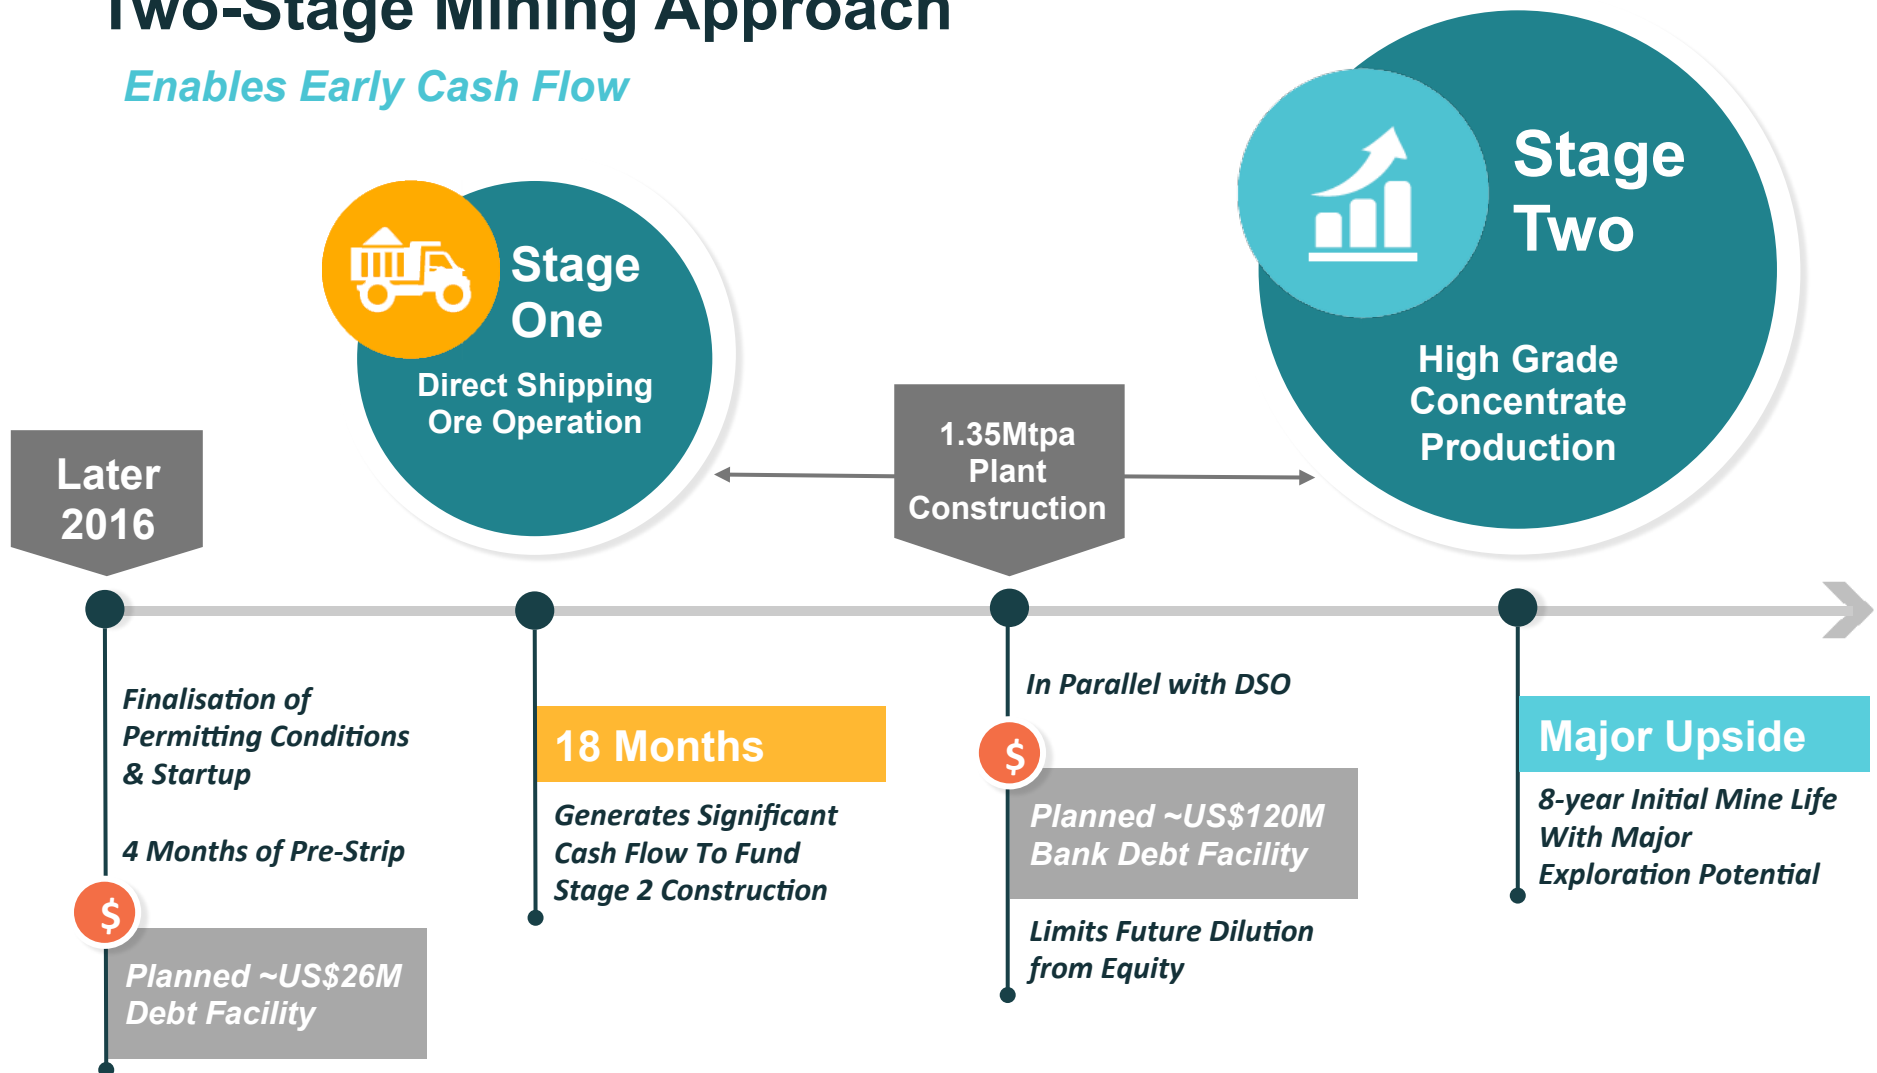 Two-Stage Mining Approach
Enables Early Cash Flow
Stage
One
Direct Shipping
Ore Operation
Stage
Two
High Grade
Concentrate
Production
Later
2016
1.35Mtpa
Plant
Construction
Finalisation of
Permitting Conditions
& Startup
4 Months of Pre-Strip
$
Planned ~US$26M
Debt Facility
18 Months
Generates Significant
Cash Flow To Fund
Stage 2 Construction
In Parallel with DSO
$
Planned ~US$120M
Bank Debt Facility
Limits Future Dilution
from Equity
Major Upside
8-year Initial Mine Life
With Major
Exploration Potential